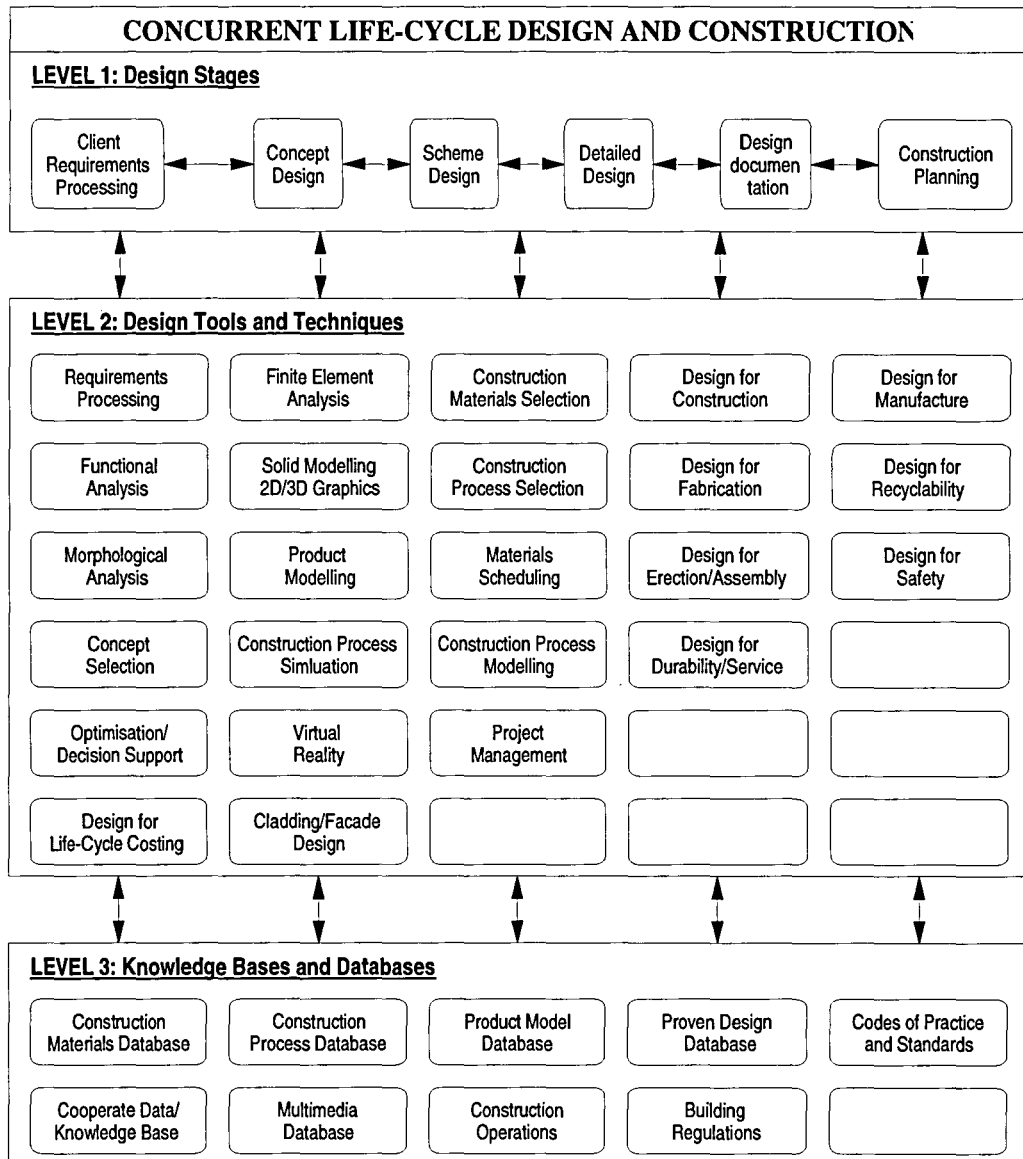 CONCURRENT LIFE-CYCLE DESIGN AND CONSTRUCTION
LEVEL 1: Design Stages
Client
Requirements
Processing
Concept
Design
Scheme
Design
Detailed
Design
Design
documen
tation
Construction
Planning
LEVEL 2: Design Tools and Techniques
Requirements
Processing
Finite Element
Analysis
Construction
Materials Selection
Design for
Construction
Design for
Manufacture
Functional
Analysis
Solid Modelling
2D/3D Graphics
Construction
Process Selection
Design for
Fabrication
Design for
Recyclability
Morphological
Analysis
Product
Modelling
Materials
Scheduling
Design for
Erection/Assembly
Design for
Safety
Concept
Selection
Construction Process
Simluation
Construction Process
Modelling
Design for
Durability/Service
Optimisation/
Decision Support
Virtual
Reality
Project
Management
Design for
Life-Cycle Costing
Cladding/Facade
Design
LEVEL 3: Knowledge Bases and Databases
Construction
Materials Database
Construction
Process Database
Product Model
Database
Proven Design
Database
Codes of Practice
and Standards
Cooperate Data/
Knowledge Base
Multimedia
Database
Construction
Operations
Building
Regulations